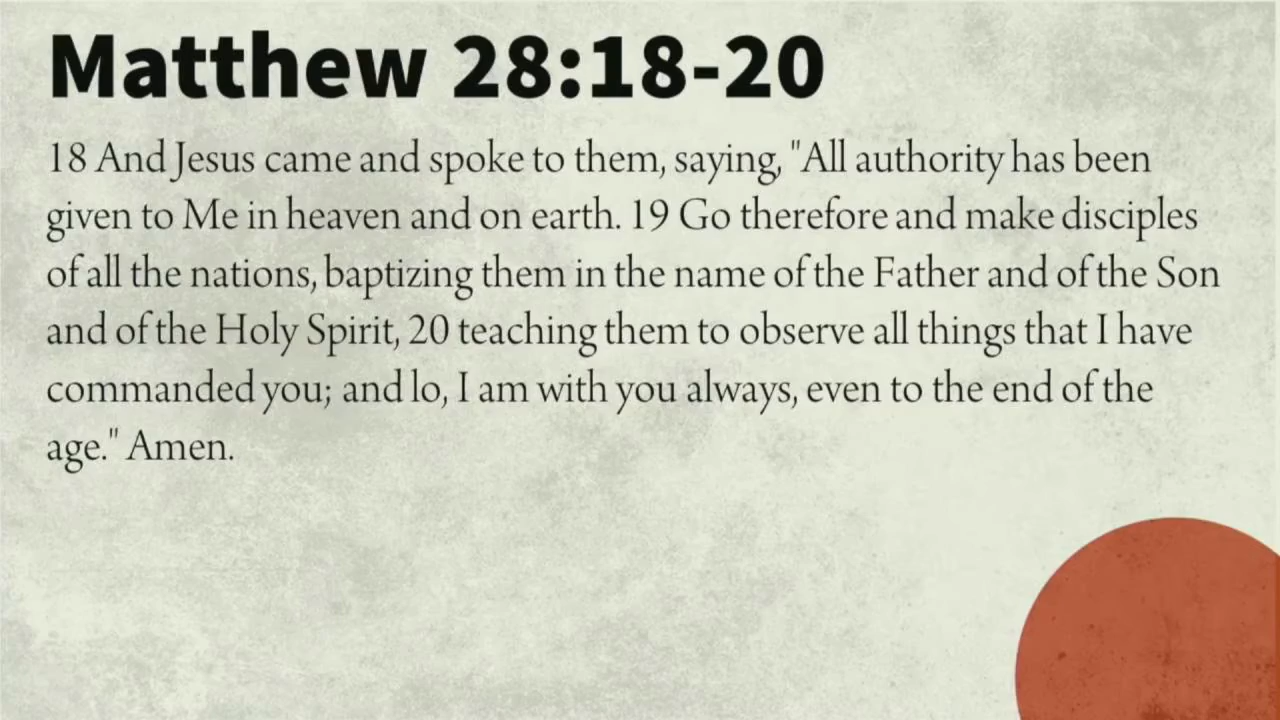 Matthew 28:18-20
18 And Jesus came and spoke to them, saying, "All authority has been
given to Me in heaven and on earth. 19 Go therefore and make disciples
of all the nations, baptizing them in the name of the Father and of the Son
and of the Holy Spirit, 20 teaching them to observe all things that I have
commanded you; and lo, I am with you always, even to the end of the
age." Amen.